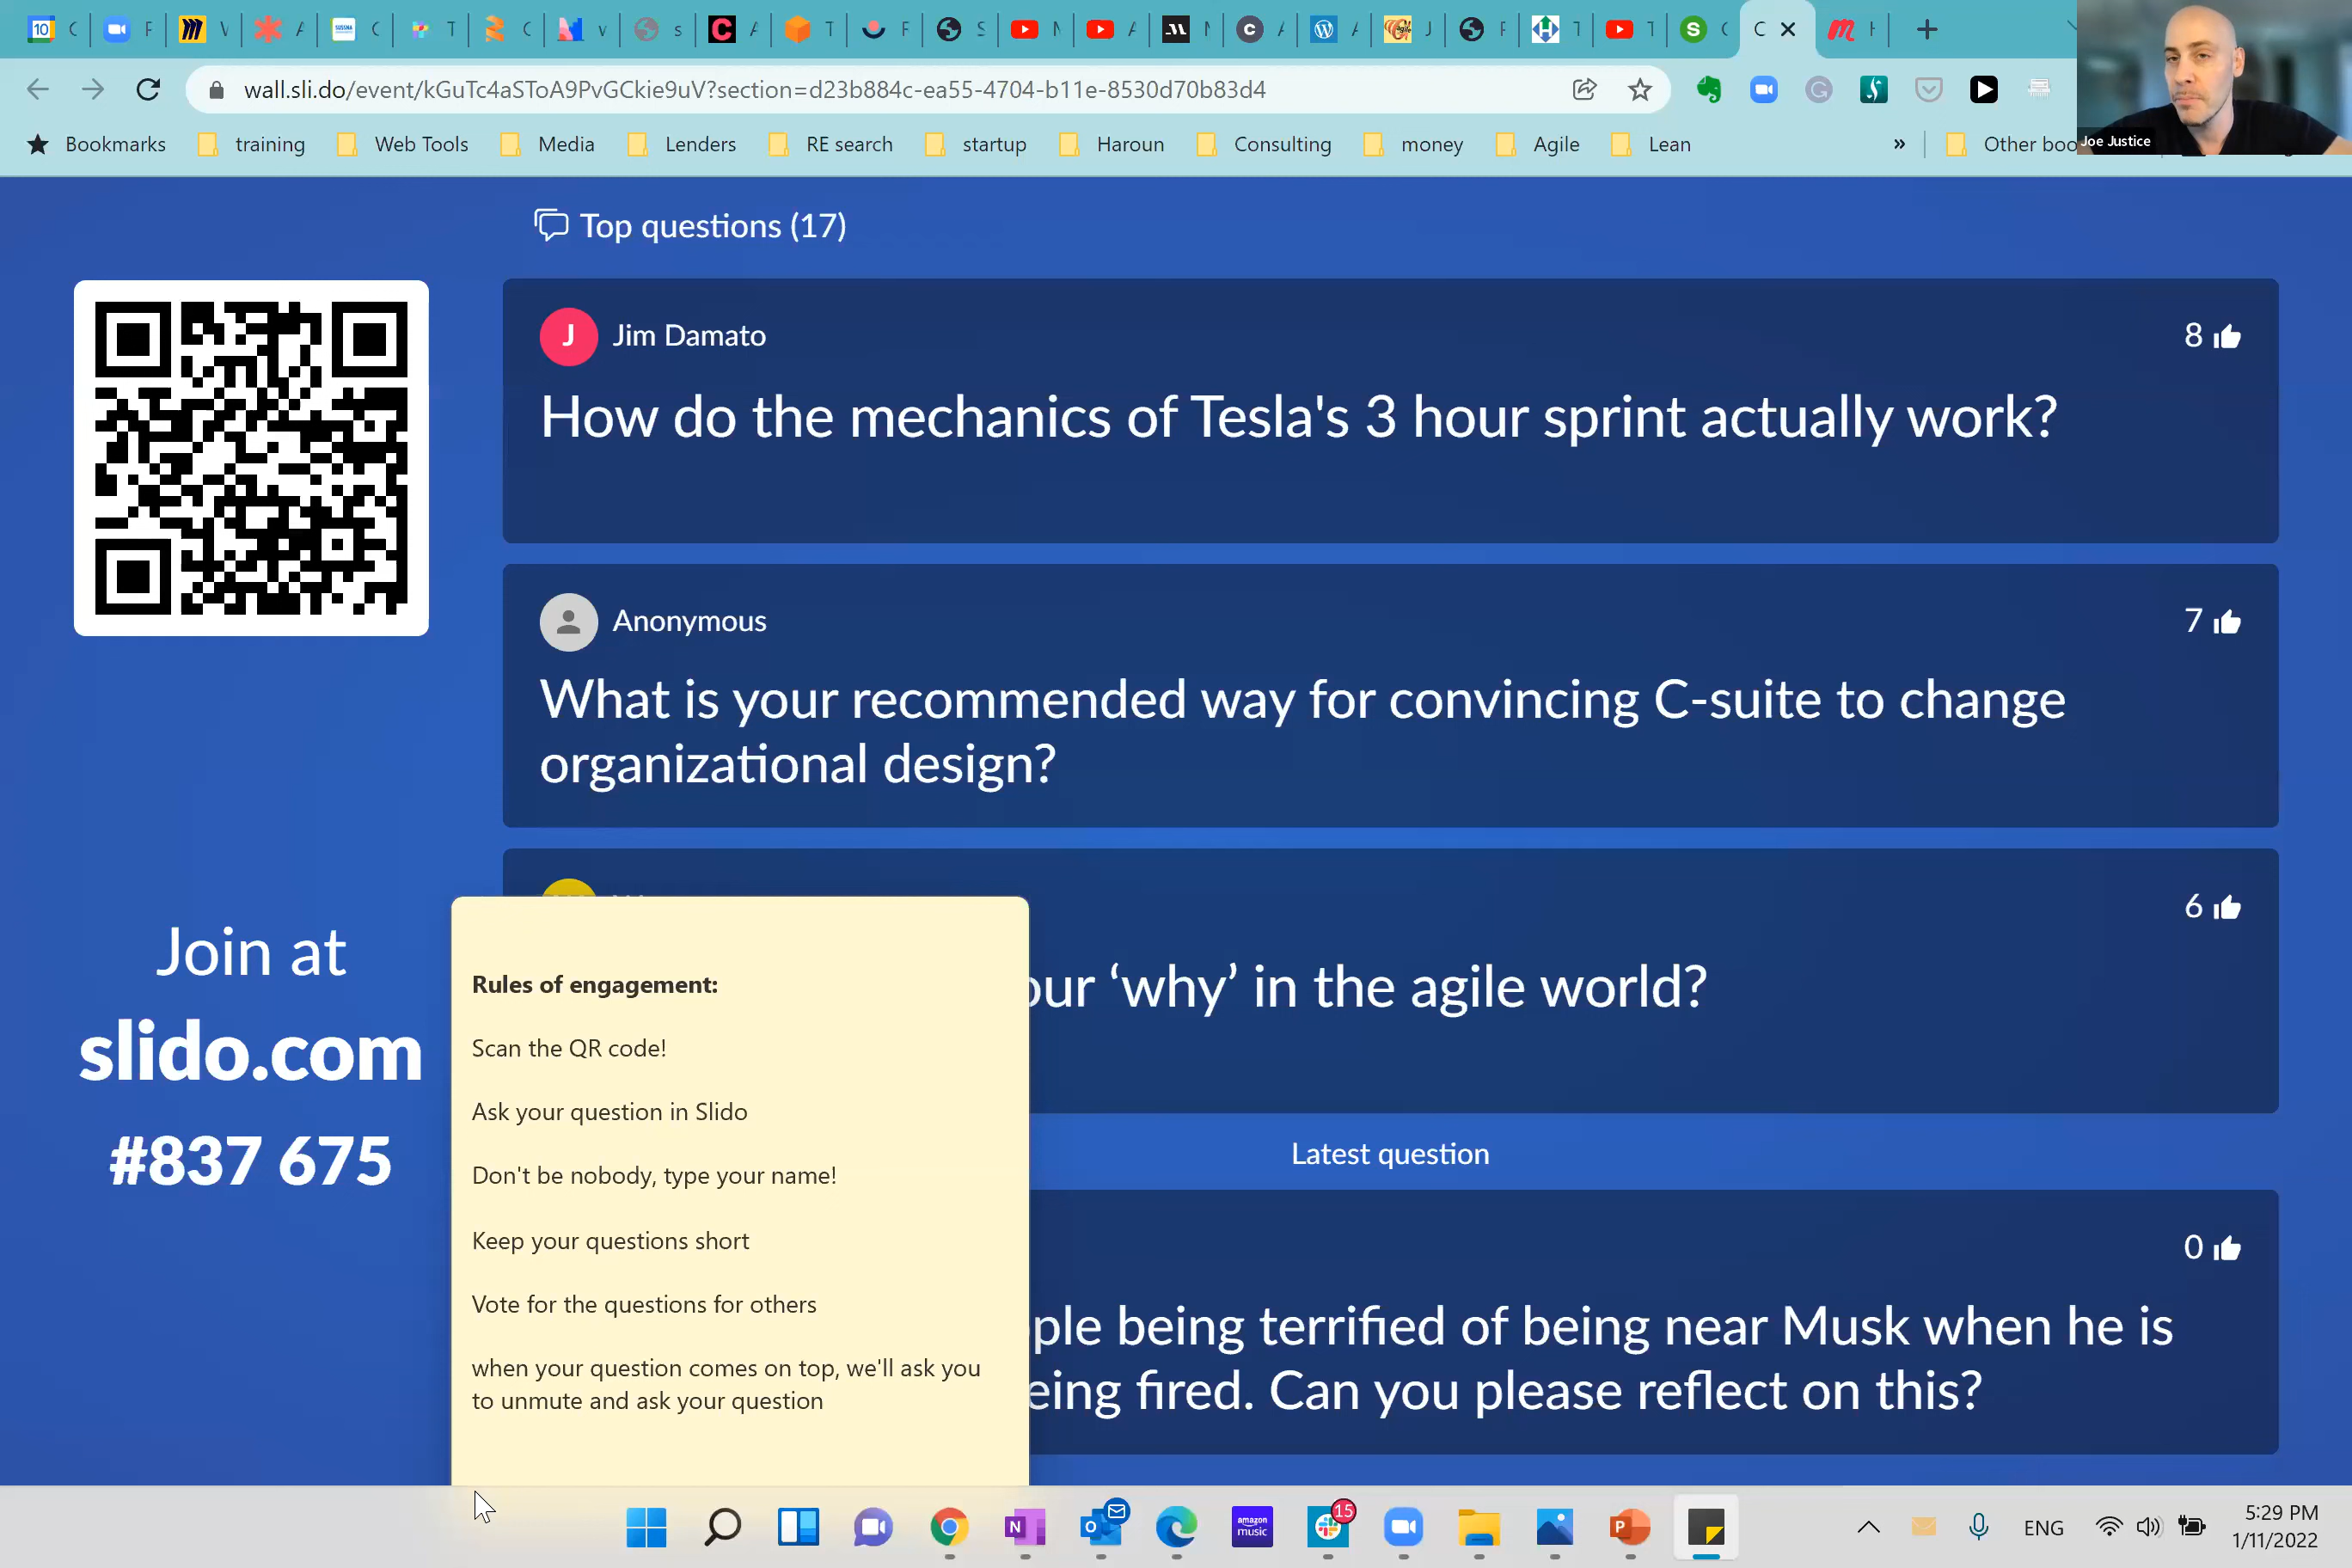 wall.sli.do/event/kGuTc4aSToA9PvGCkie9uV?section=d23b884c-ea55-4704-b11e-8530d70b83d4
Joe Justice
Bookmarks training Web Tools Media Lenders RE search startup Haroun Consulting money Agile Lean » Other boo
Top questions (17)
J Jim Damato 8
How do the mechanics of Tesla's 3 hour sprint actually work?
Anonymous 7
What is your recommended way for convincing C-suite to change
organizational design?
6
our ‘why’ in the agile world?
Join at
slido.com
#837 675
Rules of engagement:
Scan the QR code!
Ask your question in Slido
Don't be nobody, type your name!
Keep your questions short
Vote for the questions for others
when your question comes on top, we'll ask you
to unmute and ask your question
Latest question
0
ple being terrified of being near Musk when he is
eing fired. Can you please reflect on this?
amazon
music
15
ENG
5:29 PM
1/11/2022